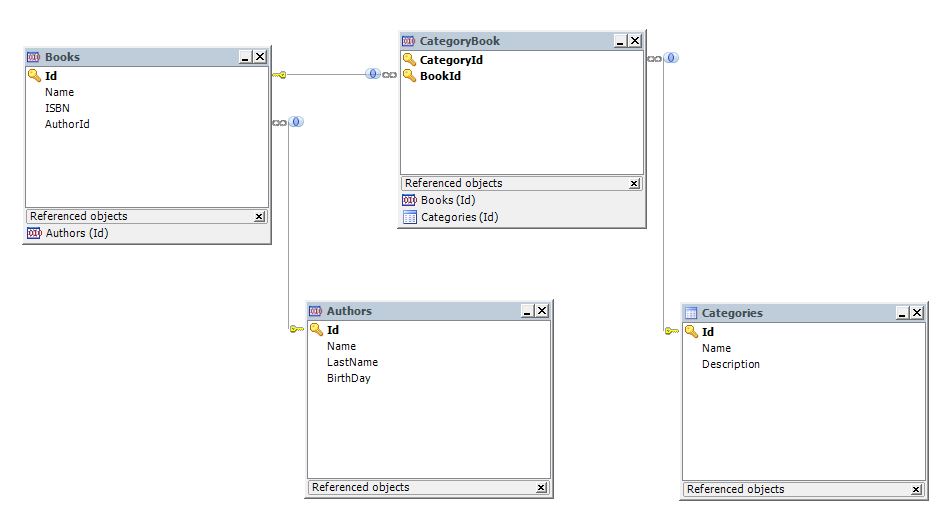 Books
Id
Name
ISBN
AuthorId
Referenced objects
Authors (Id)
CategoryBook
CategoryId
BookId
Referenced objects
Books (Id)
Categories (Id)
Authors
Id
Name
LastName
BirthDay
Referenced objects
Categories
Id
Name
Description
Referenced objects